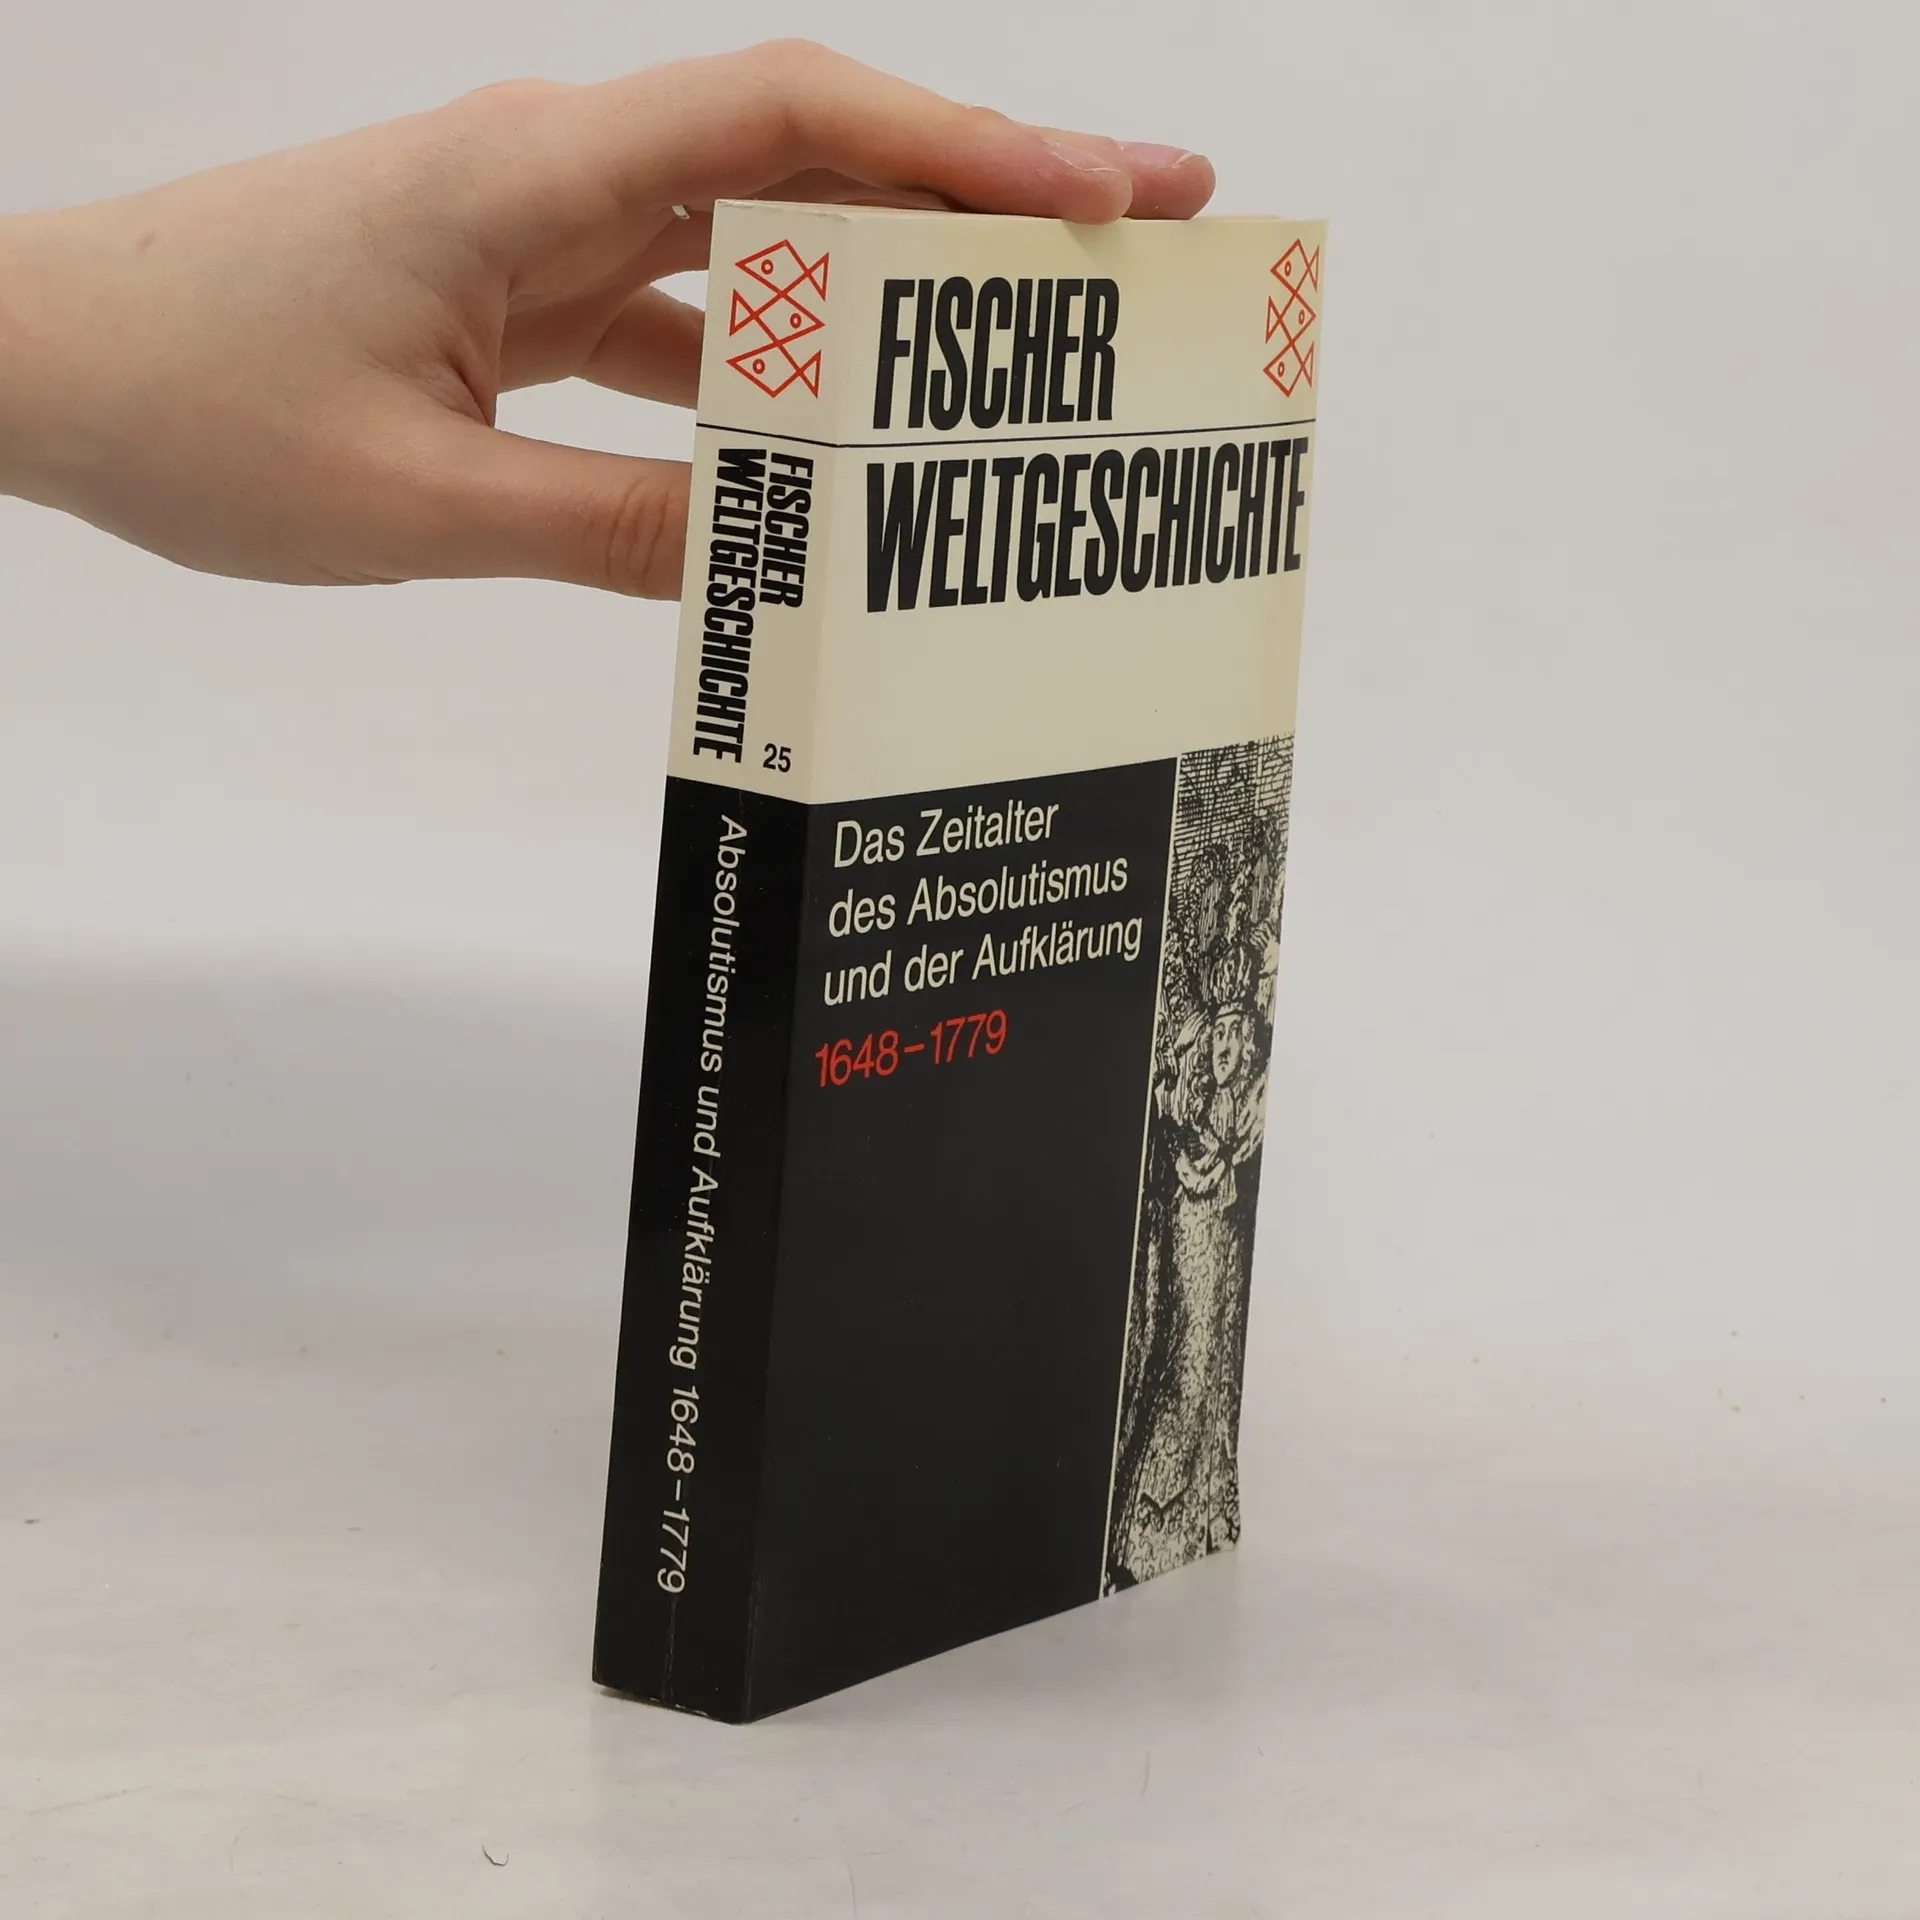 FISCHER
WELTGESCHICHTE
25
Absolutismus und Aufklärung 1648–1779
FISCHER
WELTGESCHICHTE
Das Zeitalter
des Absolutismus
und der Aufklärung
1648–1779